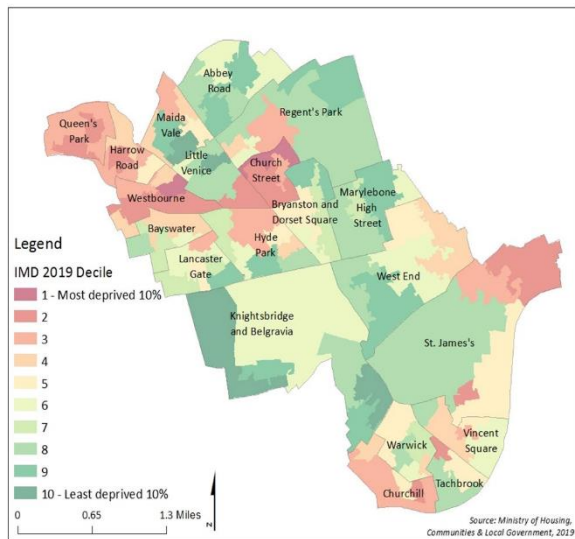 Abbey
Road
Regent's Park
Queen's
Park
Maida
Vale
Harrow
Road
Little
Venice
Church
Street
Westbourne
Marylebone
High
Street
Bryanston and
Dorset Square
Bayswater
Hyde
Park
Lancaster
Gate
West End
Knightsbridge
and Belgravia
St. James's
Vincent
Square
Warwick
Tachbrook
Churchill
Legend
IMD 2019 Decile
1 - Most deprived 10%
2
3
4
5
6
7
8
9
10 - Least deprived 10%
0 0.65 1.3 Miles
N
Source: Ministry of Housing,
Communities & Local Government, 2019